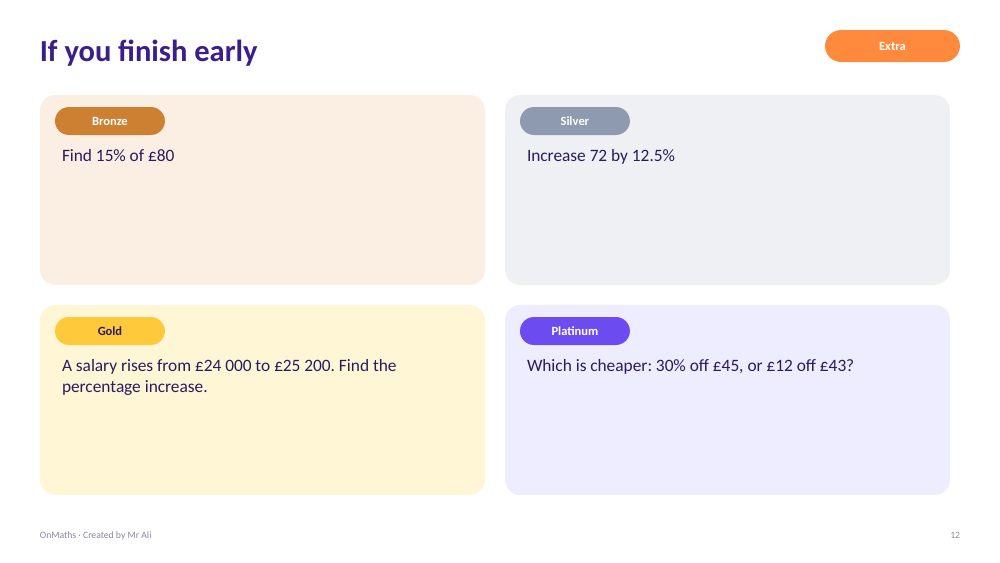 If you finish early
Extra
Bronze
Find 15% of £80
Silver
Increase 72 by 12.5%
Gold
A salary rises from £24 000 to £25 200. Find the
percentage increase.
Platinum
Which is cheaper: 30% off £45, or £12 off £43?
OnMaths · Created by Mr Ali
12